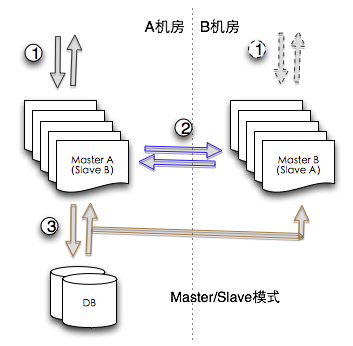 A机房 B机房
① ①
②
Master A
(Slave B)
Master B
(Slave A)
③
DB
Master/Slave模式